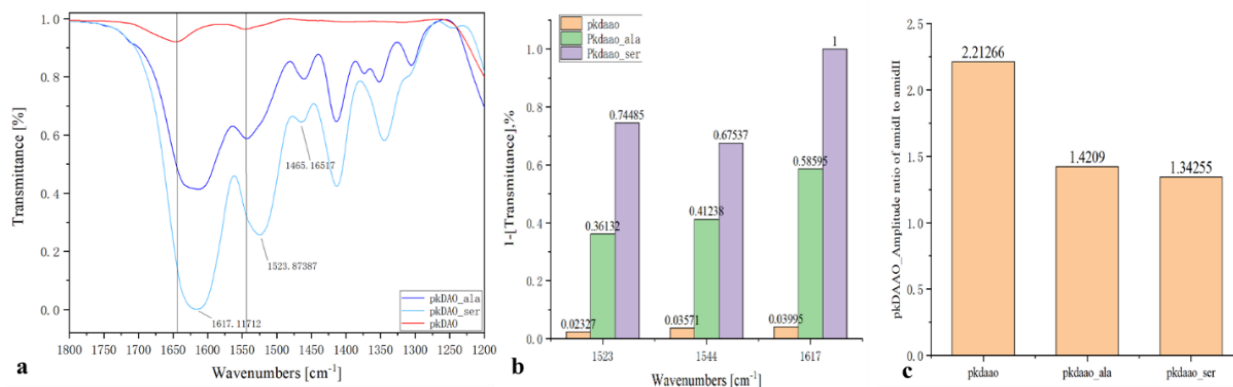 Transmittance [%]
1.0%
0.8
0.6
0.4
0.2
0.0
1465.16517
1523.87387
1617.11712
pkDAO_ala
pkDAO_ser
pkDAO
1800 1750 1700 1650 1600 1550 1500 1450 1400 1350 1300 1250 1200
Wavenumbers [cm⁻¹]
a
1-[Transmittance],%
pkdaao
Pkdaao_ala
Pkdaao_ser
1.0%
0.8
0.6
0.4
0.2
0.0
0.02327
0.36132
0.74485
0.03571
0.41238
0.67537
0.03995
0.58595
1
1523 1544 1617
Wavenumbers [cm⁻¹]
b
pkDAAO_Amplitude ratio of amidI to amidII
2.5
2.0
1.5
1.0
0.5
0.0
2.21266
1.4209
1.34255
pkdaao pkdaao_ala pkdaao_ser
c